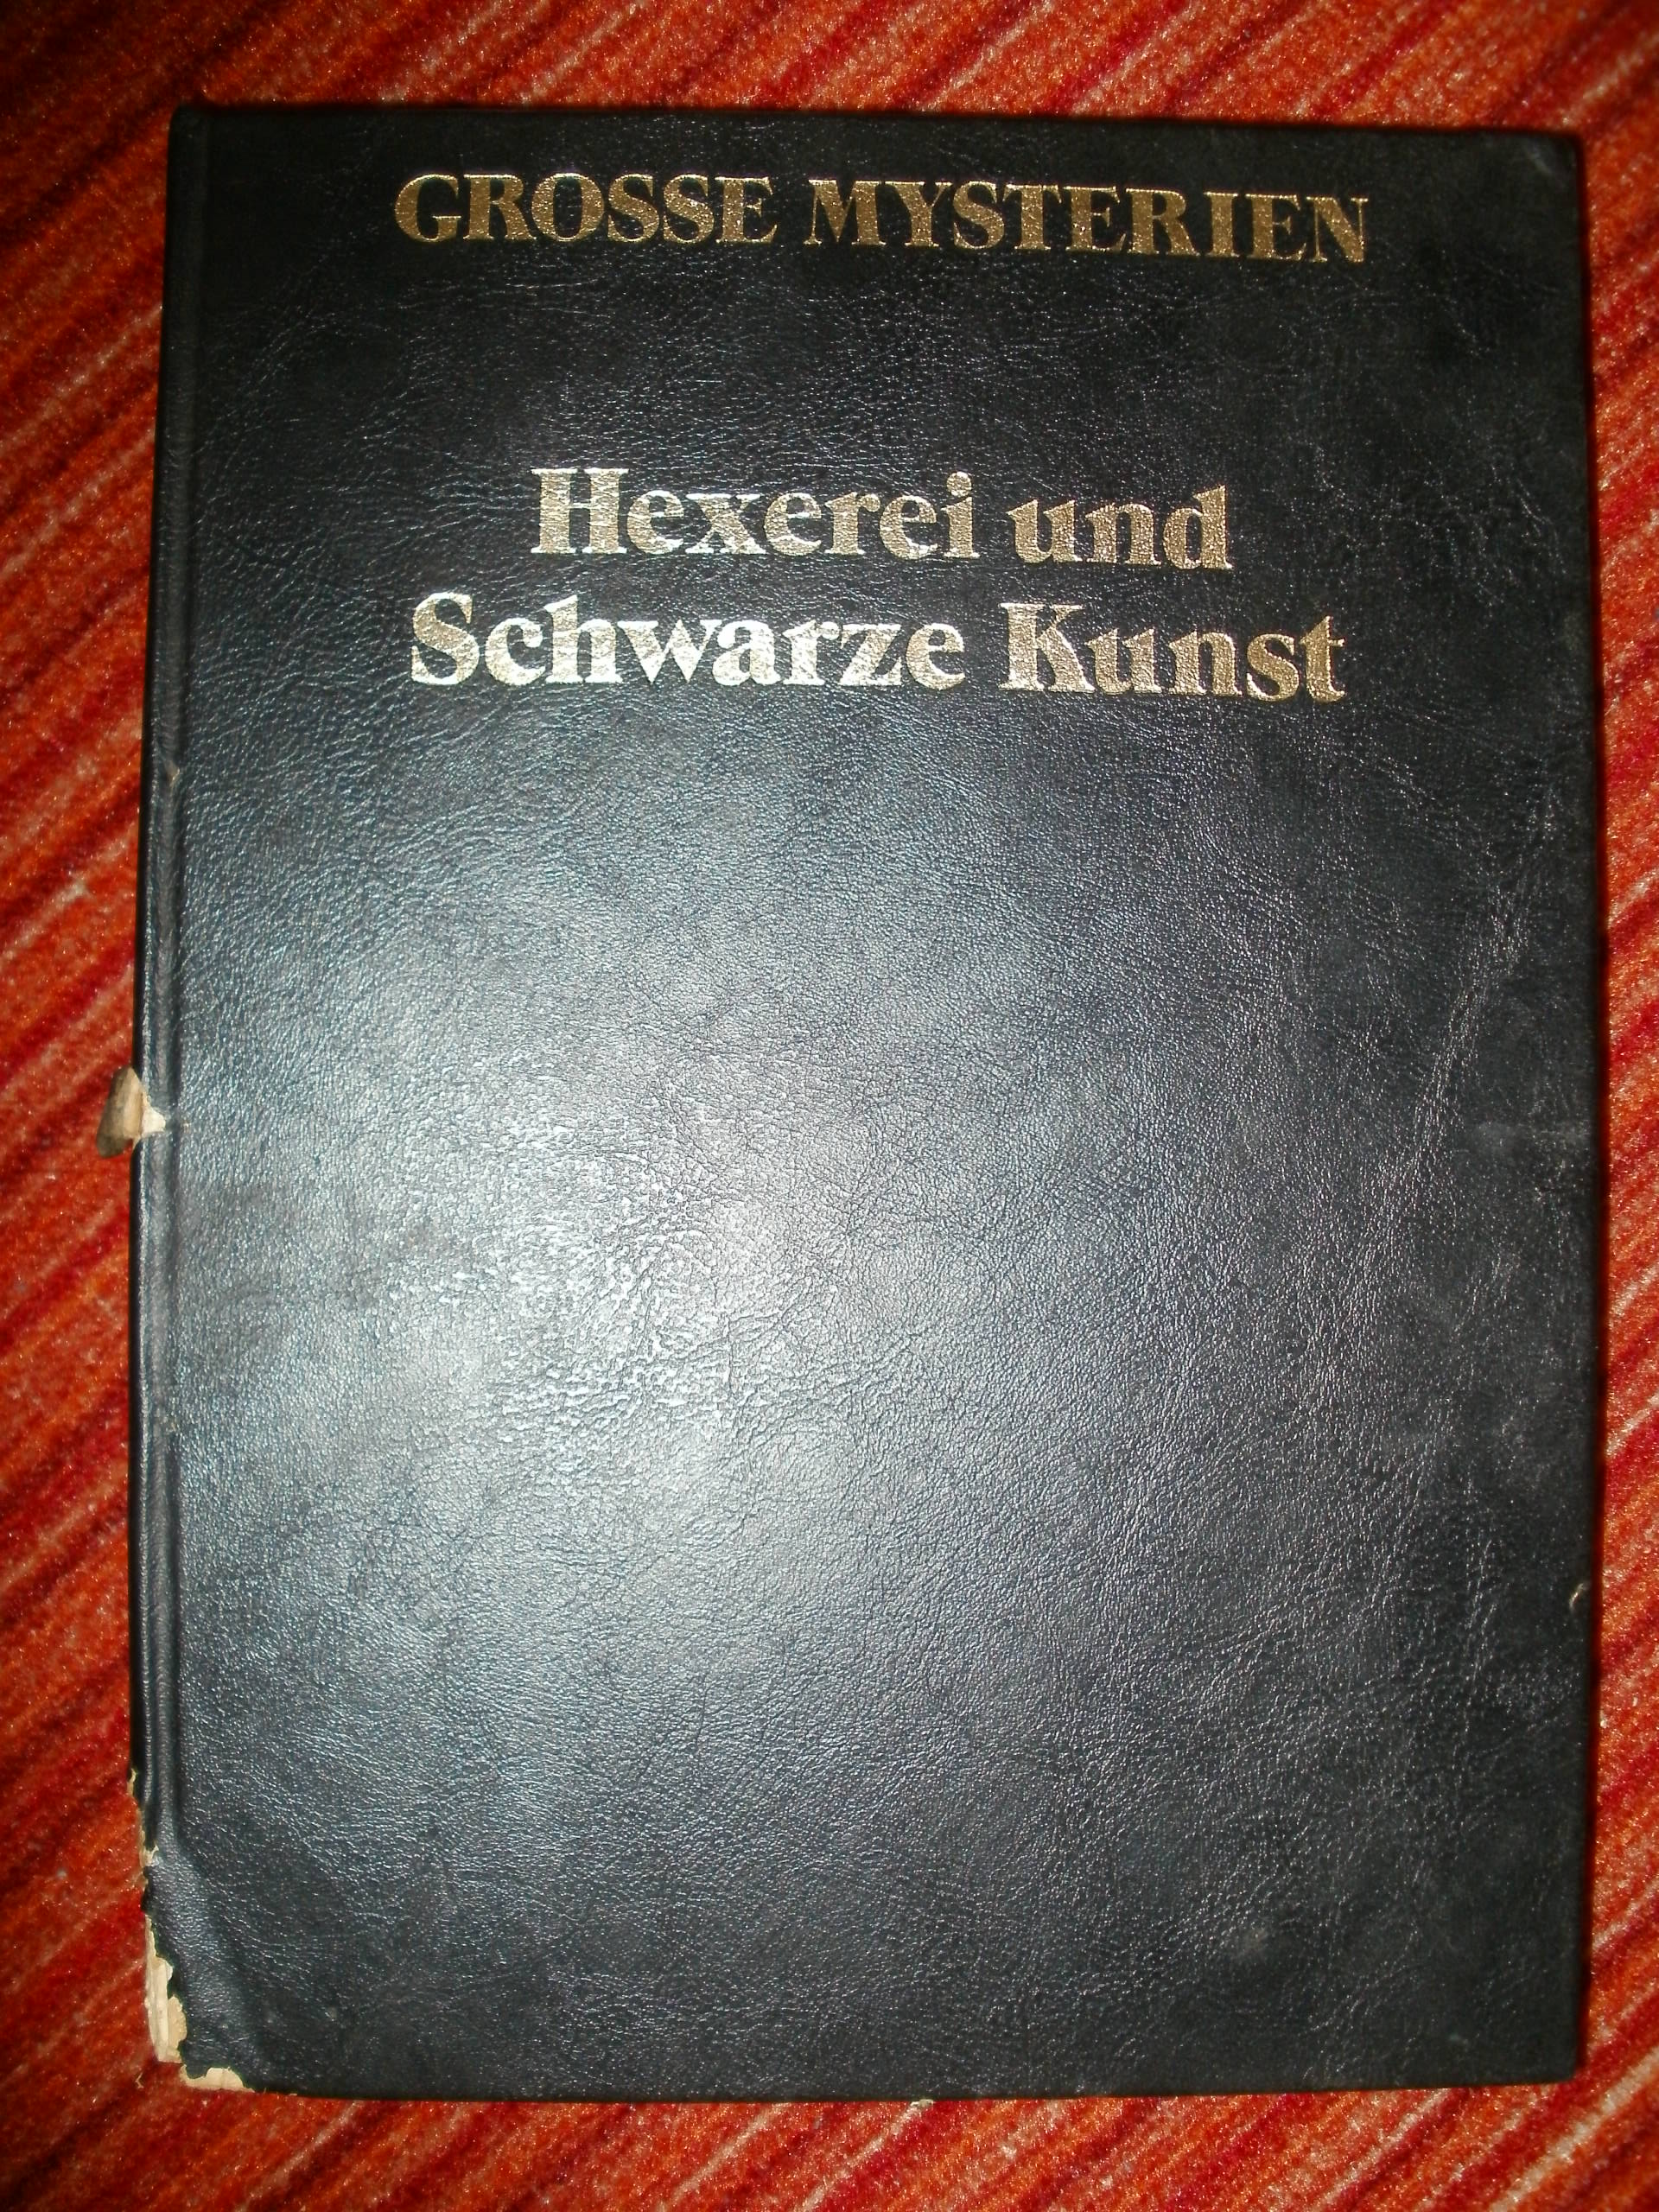 GROSSE MYSTERIEN
Hexerei und
Schwarze Kunst